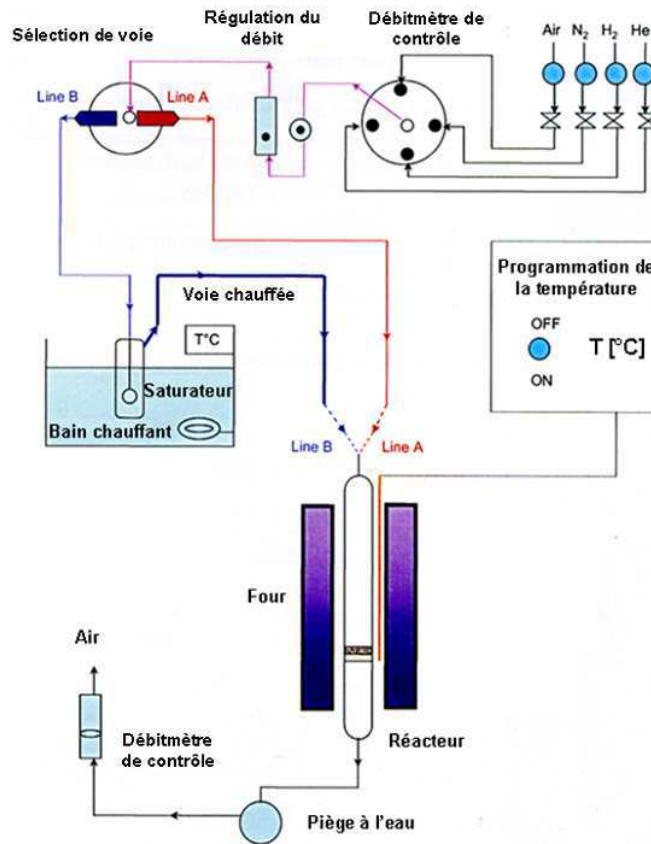 Sélection de voie
Régulation du
débit
Débitmètre de
contrôle
Air N₂ H₂ He
Line B
Line A
Voie chauffée
T°C
Saturateur
Bain chauffant
Programmation de
la température
OFF
T [°C]
ON
Line B
Line A
Four
Air
Débitmètre
de contrôle
Réacteur
Piège à l'eau